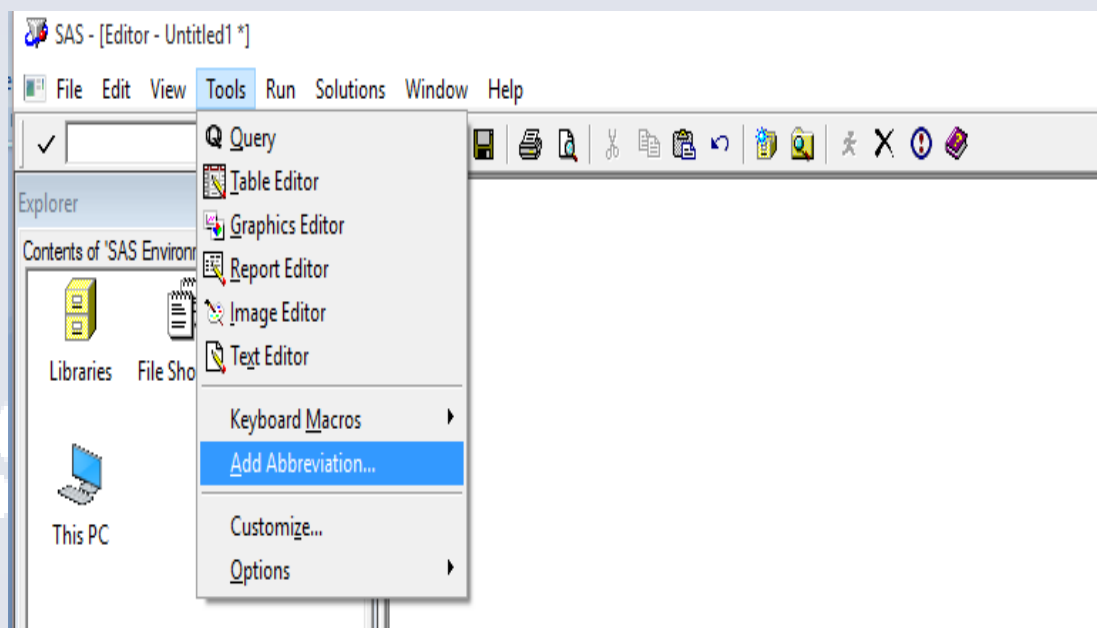 SAS - [Editor - Untitled1 *]
File Edit View Tools Run Solutions Window Help
Q Query
Table Editor
Explorer
Graphics Editor
Contents of 'SAS Environ
Report Editor
Image Editor
Text Editor
Libraries File Sho
Keyboard Macros
Add Abbreviation...
This PC
Customize...
Options